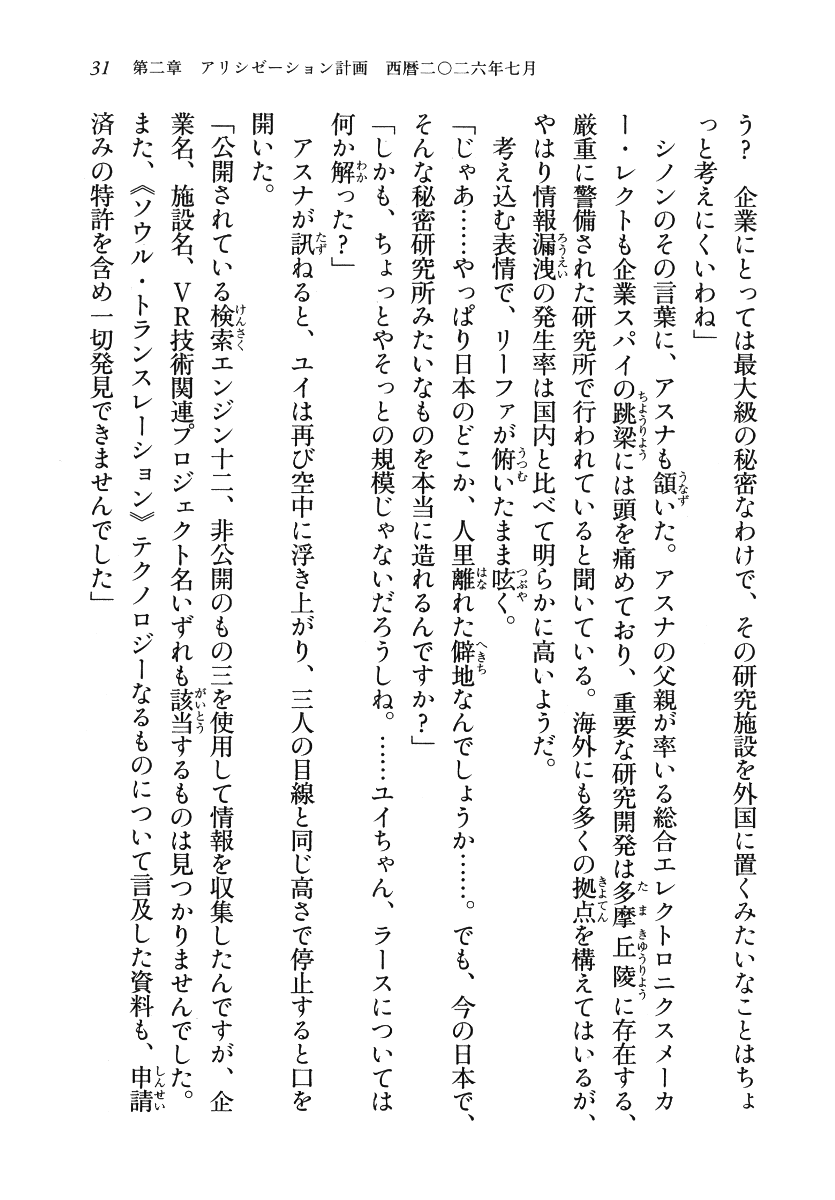 31　第二章　アリシゼーション計画　西暦二〇二六年七月
う？　企業にとっては最大級の秘密なわけで、その研究施設を外国に置くみたいなことはちょ
っと考えにくいわね」
　シノンのその言葉に、アスナも頷いた。アスナの父親が率いる総合エレクトロニクスメーカ
ー・レクトも企業スパイの跳梁には頭を痛めており、重要な研究開発は多摩丘陵に存在する、
厳重に警備された研究所で行われていると聞いている。海外にも多くの拠点を構えてはいるが、
やはり情報漏洩の発生率は国内と比べて明らかに高いようだ。
　考え込む表情で、リーファが俯いたまま呟く。
「じゃあ……やっぱり日本のどこか、人里離れた僻地なんでしょうか……。でも、今の日本で、
そんな秘密研究所みたいなものを本当に造れるんですか？」
「しかも、ちょっとやそっとの規模じゃないだろうしね。……ユイちゃん、ラースについては
何か解った？」
　アスナが訊ねると、ユイは再び空中に浮き上がり、三人の目線と同じ高さで停止すると口を
開いた。
「公開されている検索エンジン十二、非公開のもの三を使用して情報を収集したんですが、企
業名、施設名、ＶＲ技術関連プロジェクト名いずれも該当するものは見つかりませんでした。
また、《ソウル・トランスレーション》テクノロジーなるものについて言及した資料も、申請
済みの特許を含め一切発見できませんでした」